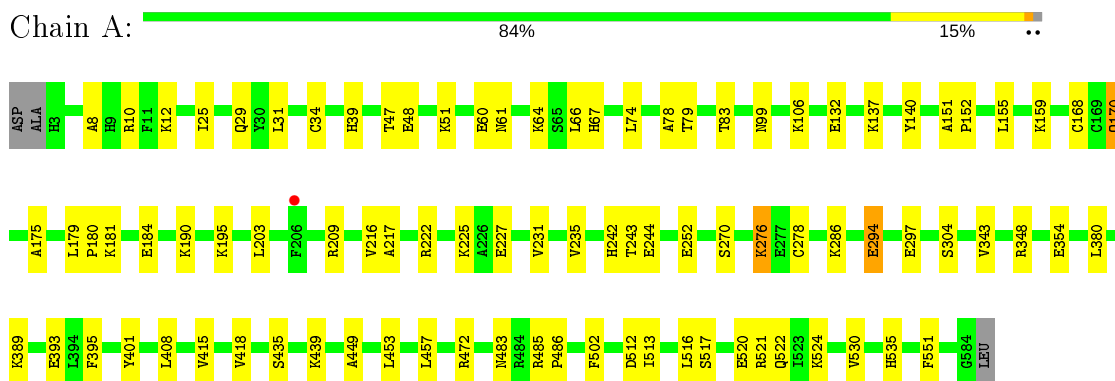 Chain A:
84%
15%
••
ASP ALA H3 A8 H9 R10 F11 K12 I25 Q29 Y30 L31 C34 H39 T47 E48 K51 E60 N61 K64 S65 L66 H67 L74 A78 T79 T83 N99 K106 E132 K137 Y140 A151 P152 L155 K159 C168 C169 D170
A175 L179 P180 K181 E184 K190 K195 L203 F206 R209 V216 A217 R222 K225 A226 E227 V231 V235 H242 T243 E244 E252 S270 K276 E277 C278 K286 E294 E297 S304 V343 R348 E354 L380
K389 E393 L394 F395 Y401 L408 V415 V418 S435 K439 A449 L453 L457 R472 N483 R484 R485 P486 F502 D512 I513 L516 S517 E520 R521 Q522 I523 K524 V530 H535 F551 G584 LEU